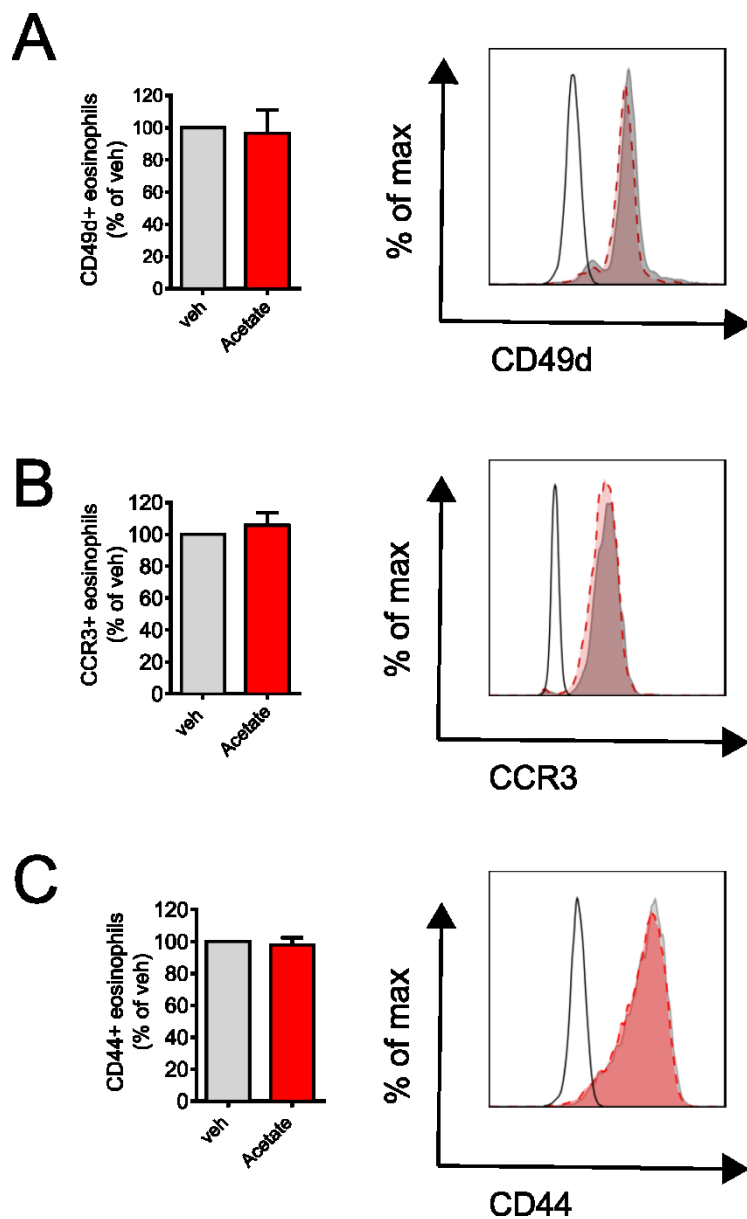 A
CD49d+ eosinophils
(% of veh)
120
100
80
60
40
20
0
veh
Acetate
% of max
CD49d
B
CCR3+ eosinophils
(% of veh)
120
100
80
60
40
20
0
veh
Acetate
% of max
CCR3
C
CD44+ eosinophils
(% of veh)
120
100
80
60
40
20
0
veh
Acetate
% of max
CD44